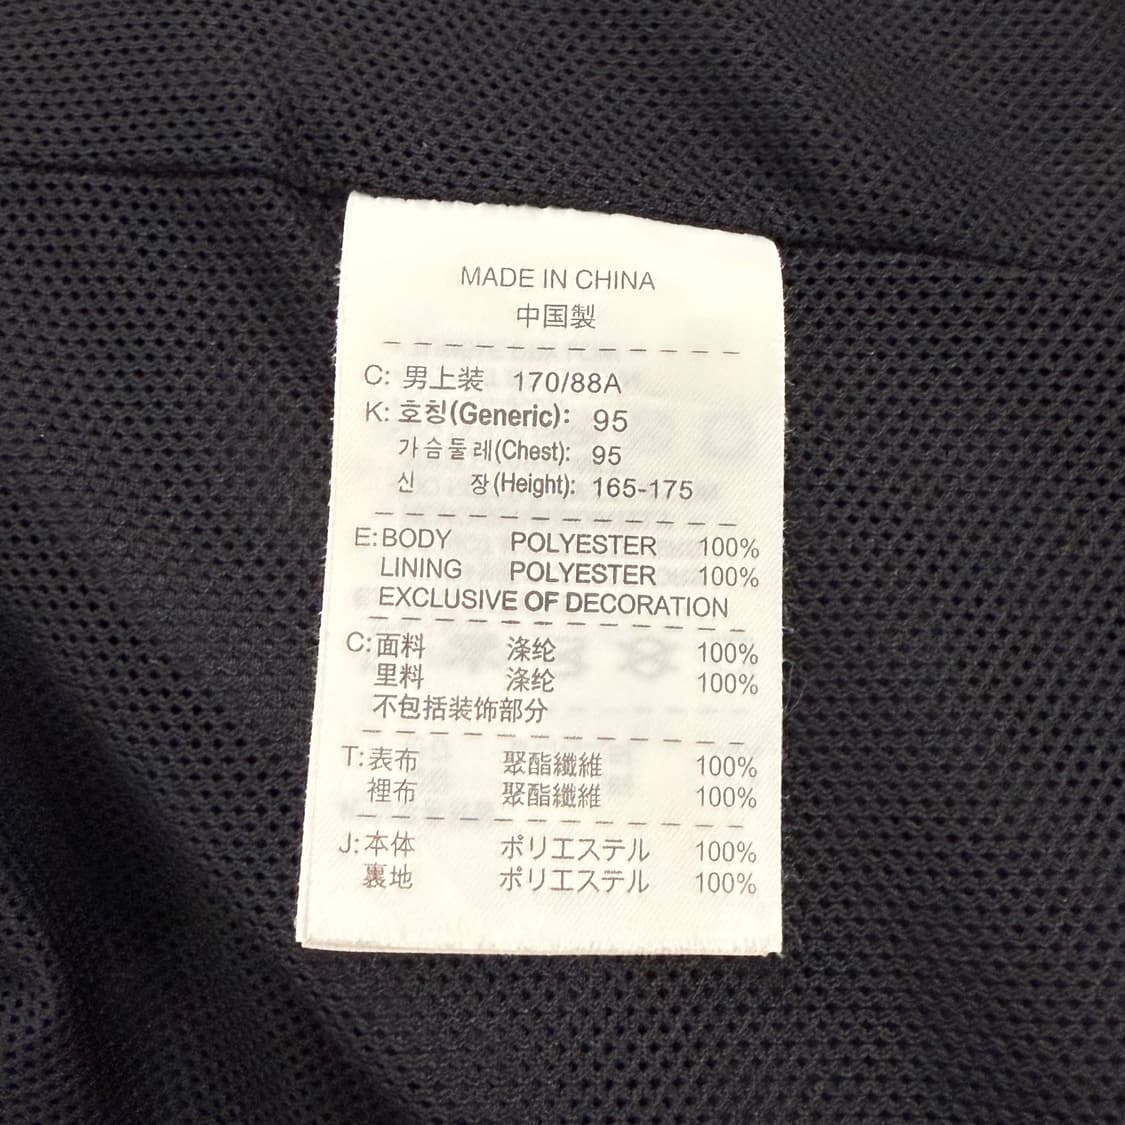 MADE IN CHINA
中国製
C: 男上装 170/88A
K: 호칭(Generic): 95
가슴둘레(Chest): 95
신 장(Height): 165-175
E: BODY POLYESTER 100%
LINING POLYESTER 100%
EXCLUSIVE OF DECORATION
C: 面料 涤纶 100%
里料 涤纶 100%
不包括装饰部分
T: 表布 聚酯纖維 100%
裡布 聚酯纖維 100%
J: 本体 ポリエステル 100%
裏地 ポリエステル 100%